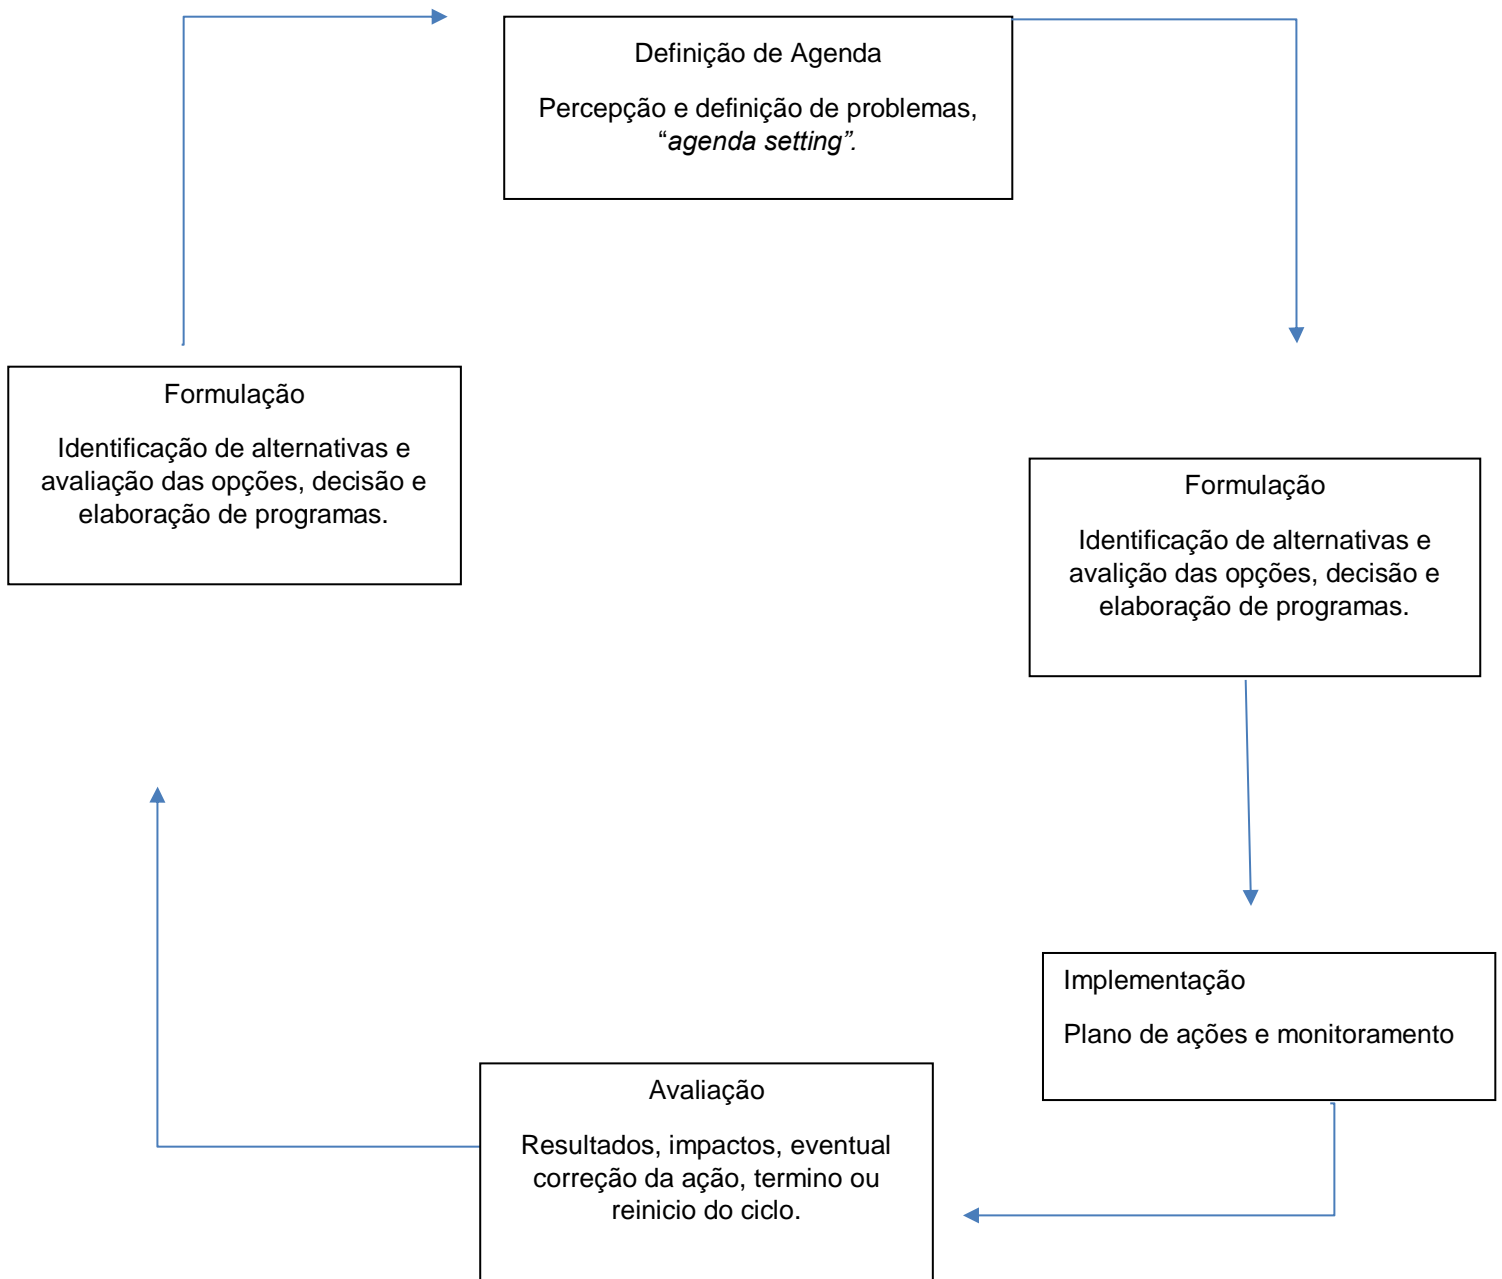 Definição de Agenda
Percepção e definição de problemas,
“agenda setting”.
Formulação
Identificação de alternativas e
avaliação das opções, decisão e
elaboração de programas.
Formulação
Identificação de alternativas e
avalição das opções, decisão e
elaboração de programas.
Implementação
Plano de ações e monitoramento
Avaliação
Resultados, impactos, eventual
correção da ação, termino ou
reinicio do ciclo.